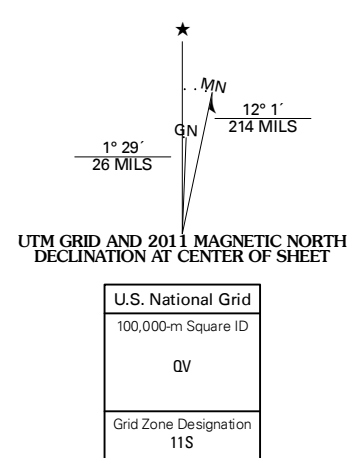 ★
MN
12° 1´
214 MILS
GN
1° 29´
26 MILS
UTM GRID AND 2011 MAGNETIC NORTH
DECLINATION AT CENTER OF SHEET
U.S. National Grid
100,000-m Square ID
QV
Grid Zone Designation
11S